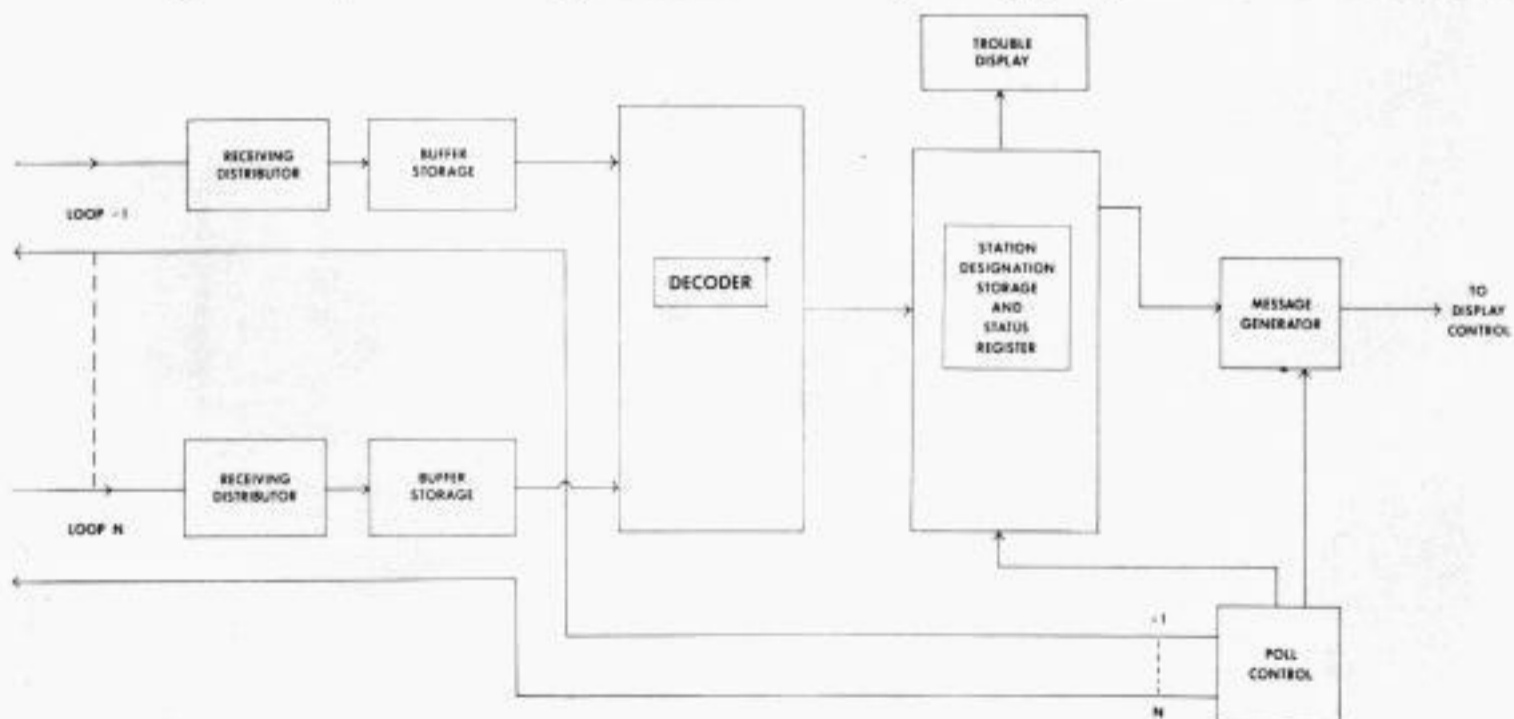 TROUBLE
DISPLAY
RECEIVING
DISTRIBUTOR
BUFFER
STORAGE
LOOP -1
DECODER
STATION
DESIGNATION
STORAGE
AND
STATUS
REGISTER
MESSAGE
GENERATOR
TO
DISPLAY
CONTROL
RECEIVING
DISTRIBUTOR
BUFFER
STORAGE
LOOP N
-1
POLL
CONTROL
N